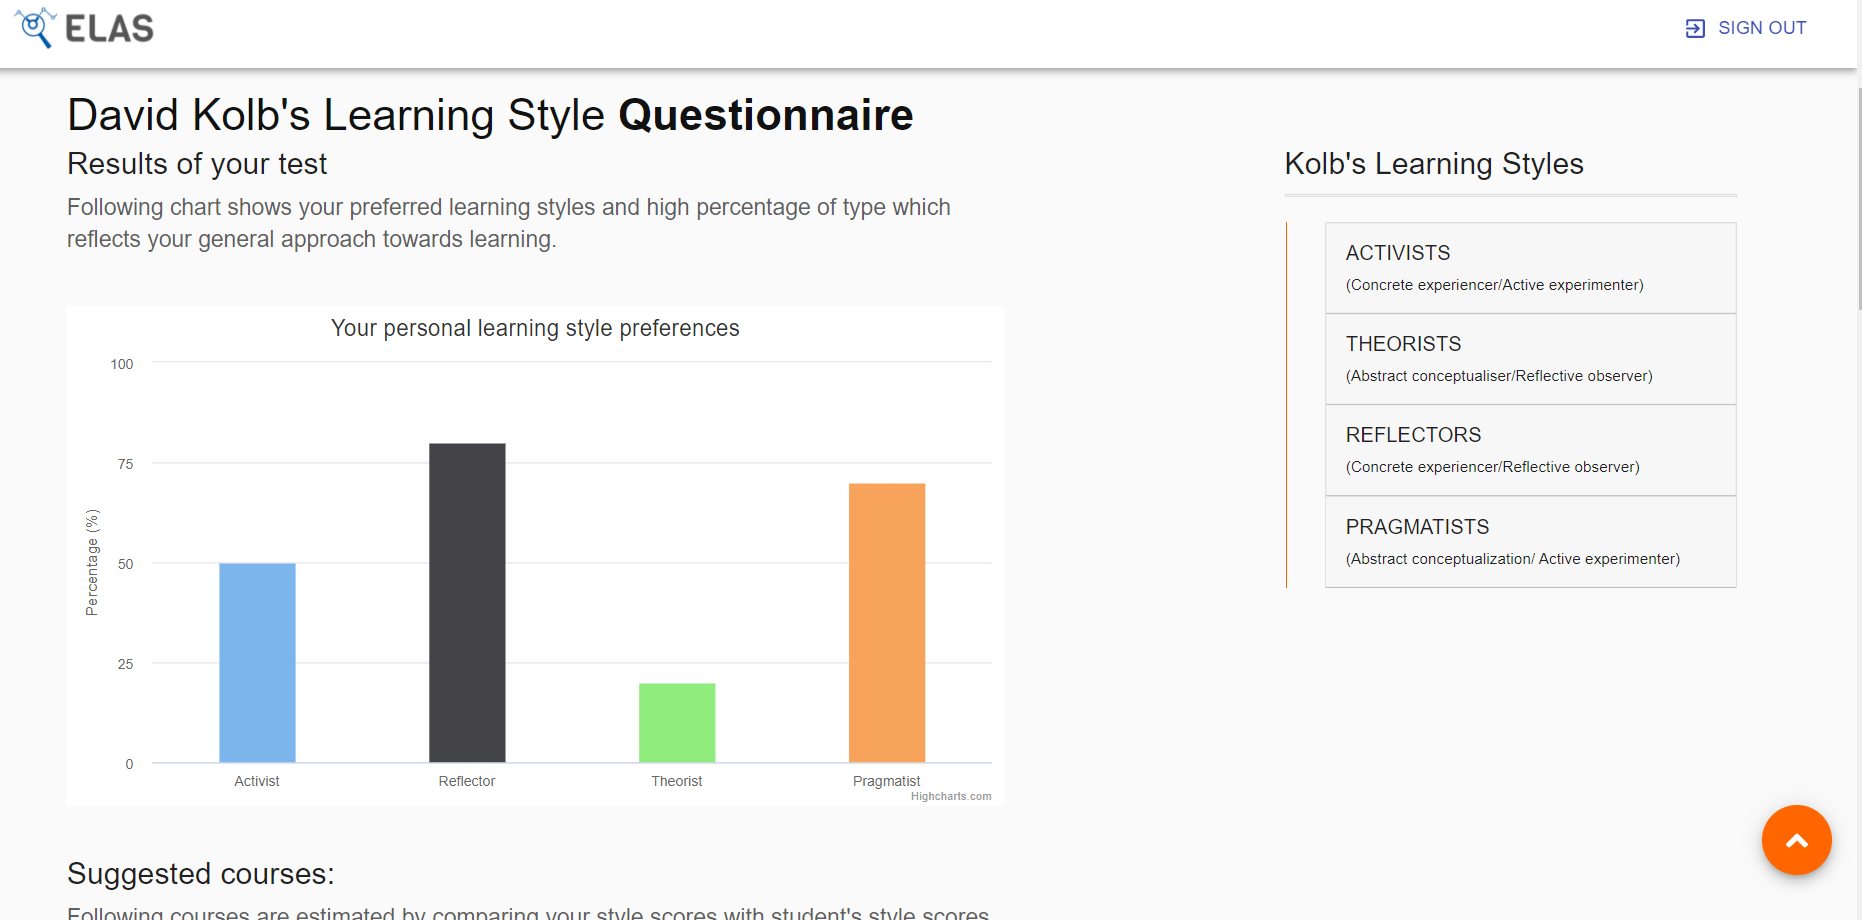 ELAS
SIGN OUT
David Kolb's Learning Style Questionnaire
Results of your test
Following chart shows your preferred learning styles and high percentage of type which
reflects your general approach towards learning.
Your personal learning style preferences
Percentage (%)
100
75
50
25
0
Activist
Reflector
Theorist
Pragmatist
Highcharts.com
Suggested courses:
Following courses are estimated by comparing your style scores with student's style scores
Kolb's Learning Styles
ACTIVISTS
(Concrete experiencer/Active experimenter)
THEORISTS
(Abstract conceptualiser/Reflective observer)
REFLECTORS
(Concrete experiencer/Reflective observer)
PRAGMATISTS
(Abstract conceptualization/ Active experimenter)